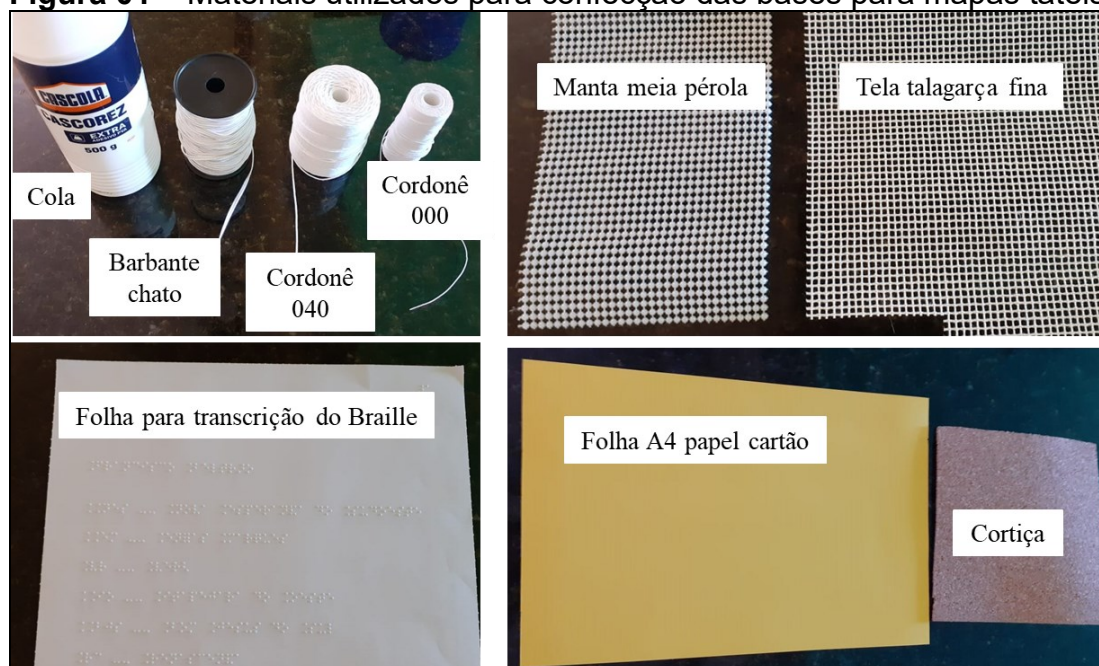 Figura 01 – Materiais utilizados para confecção das bases para mapas táteis
CASCOLA
CASCOREZ
EXTRA
500 g
Cola
Barbante
chato
Cordonê
040
Cordonê
000
Manta meia pérola
Tela talagarça fina
Folha para transcrição do Braille
Folha A4 papel cartão
Cortiça